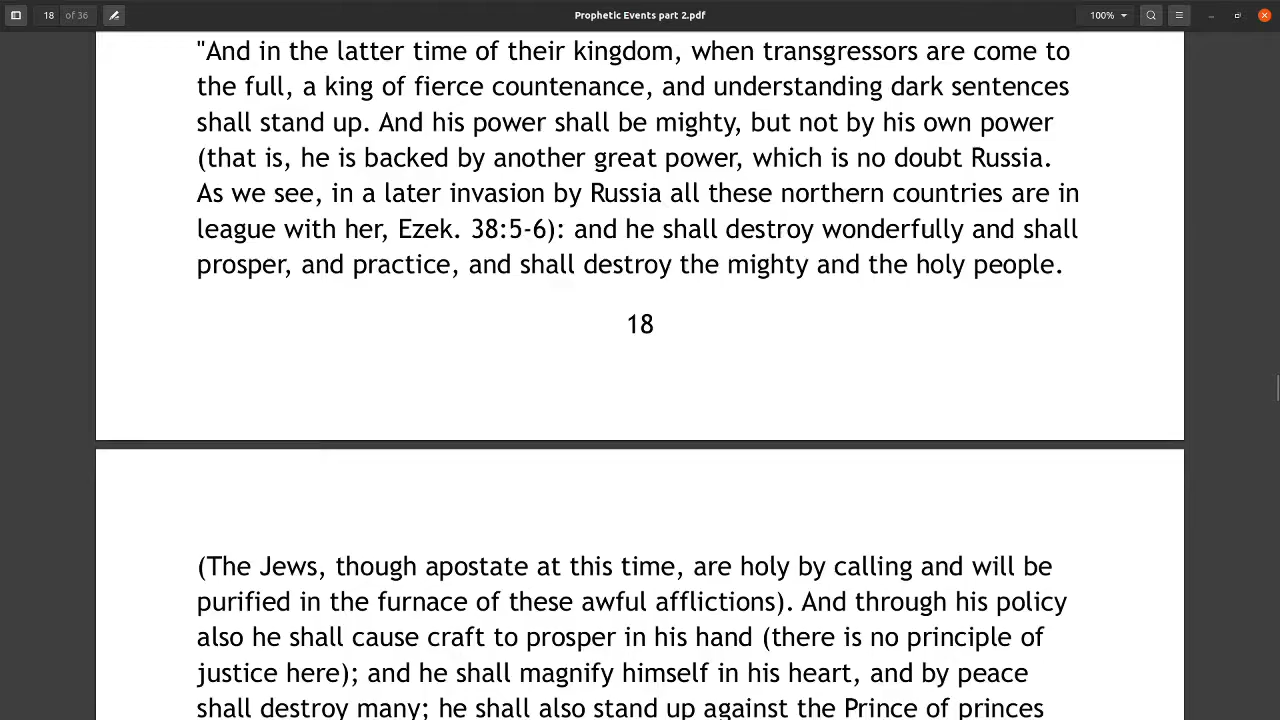 18 of 36
Prophetic Events part 2.pdf
100%
"And in the latter time of their kingdom, when transgressors are come to
the full, a king of fierce countenance, and understanding dark sentences
shall stand up. And his power shall be mighty, but not by his own power
(that is, he is backed by another great power, which is no doubt Russia.
As we see, in a later invasion by Russia all these northern countries are in
league with her, Ezek. 38:5-6): and he shall destroy wonderfully and shall
prosper, and practice, and shall destroy the mighty and the holy people.
18
(The Jews, though apostate at this time, are holy by calling and will be
purified in the furnace of these awful afflictions). And through his policy
also he shall cause craft to prosper in his hand (there is no principle of
justice here); and he shall magnify himself in his heart, and by peace
shall destroy many; he shall also stand up against the Prince of princes